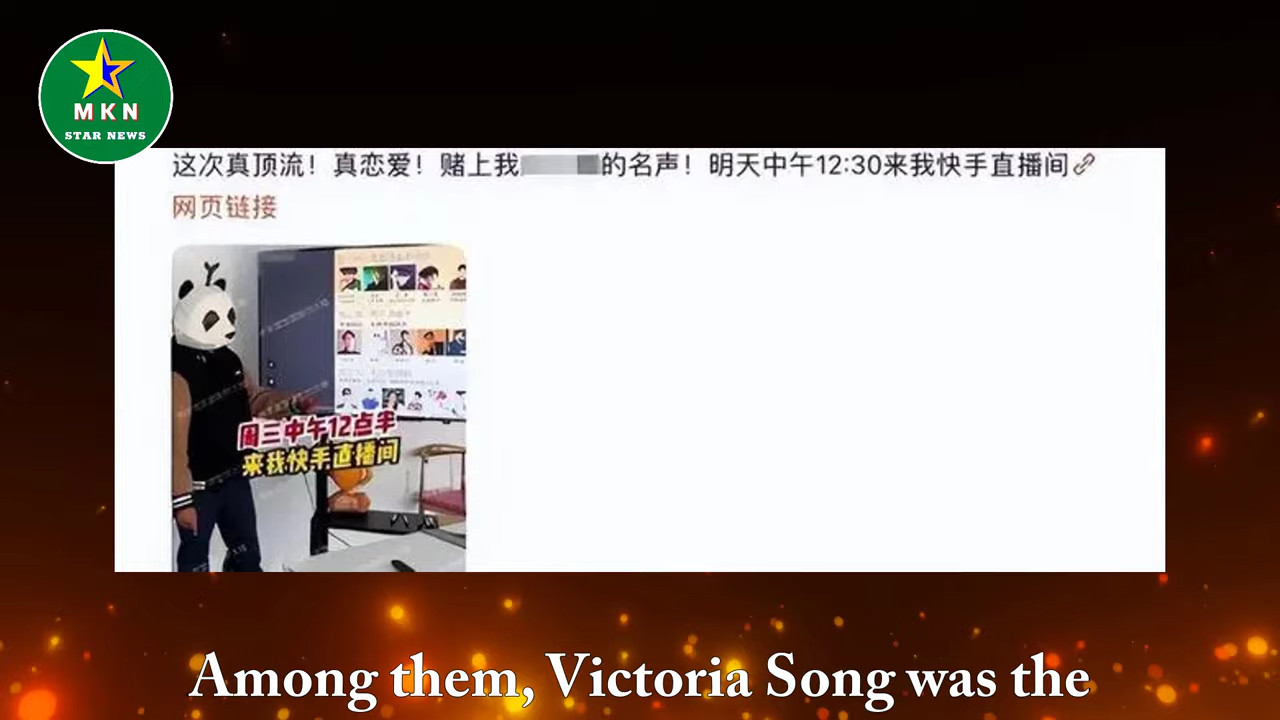 MKN
STAR NEWS
这次真顶流！真恋爱！赌上我
的名声！明天中午12:30来我快手直播间
网页链接
周三中午12点半
来我快手直播间
Among them, Victoria Song was the